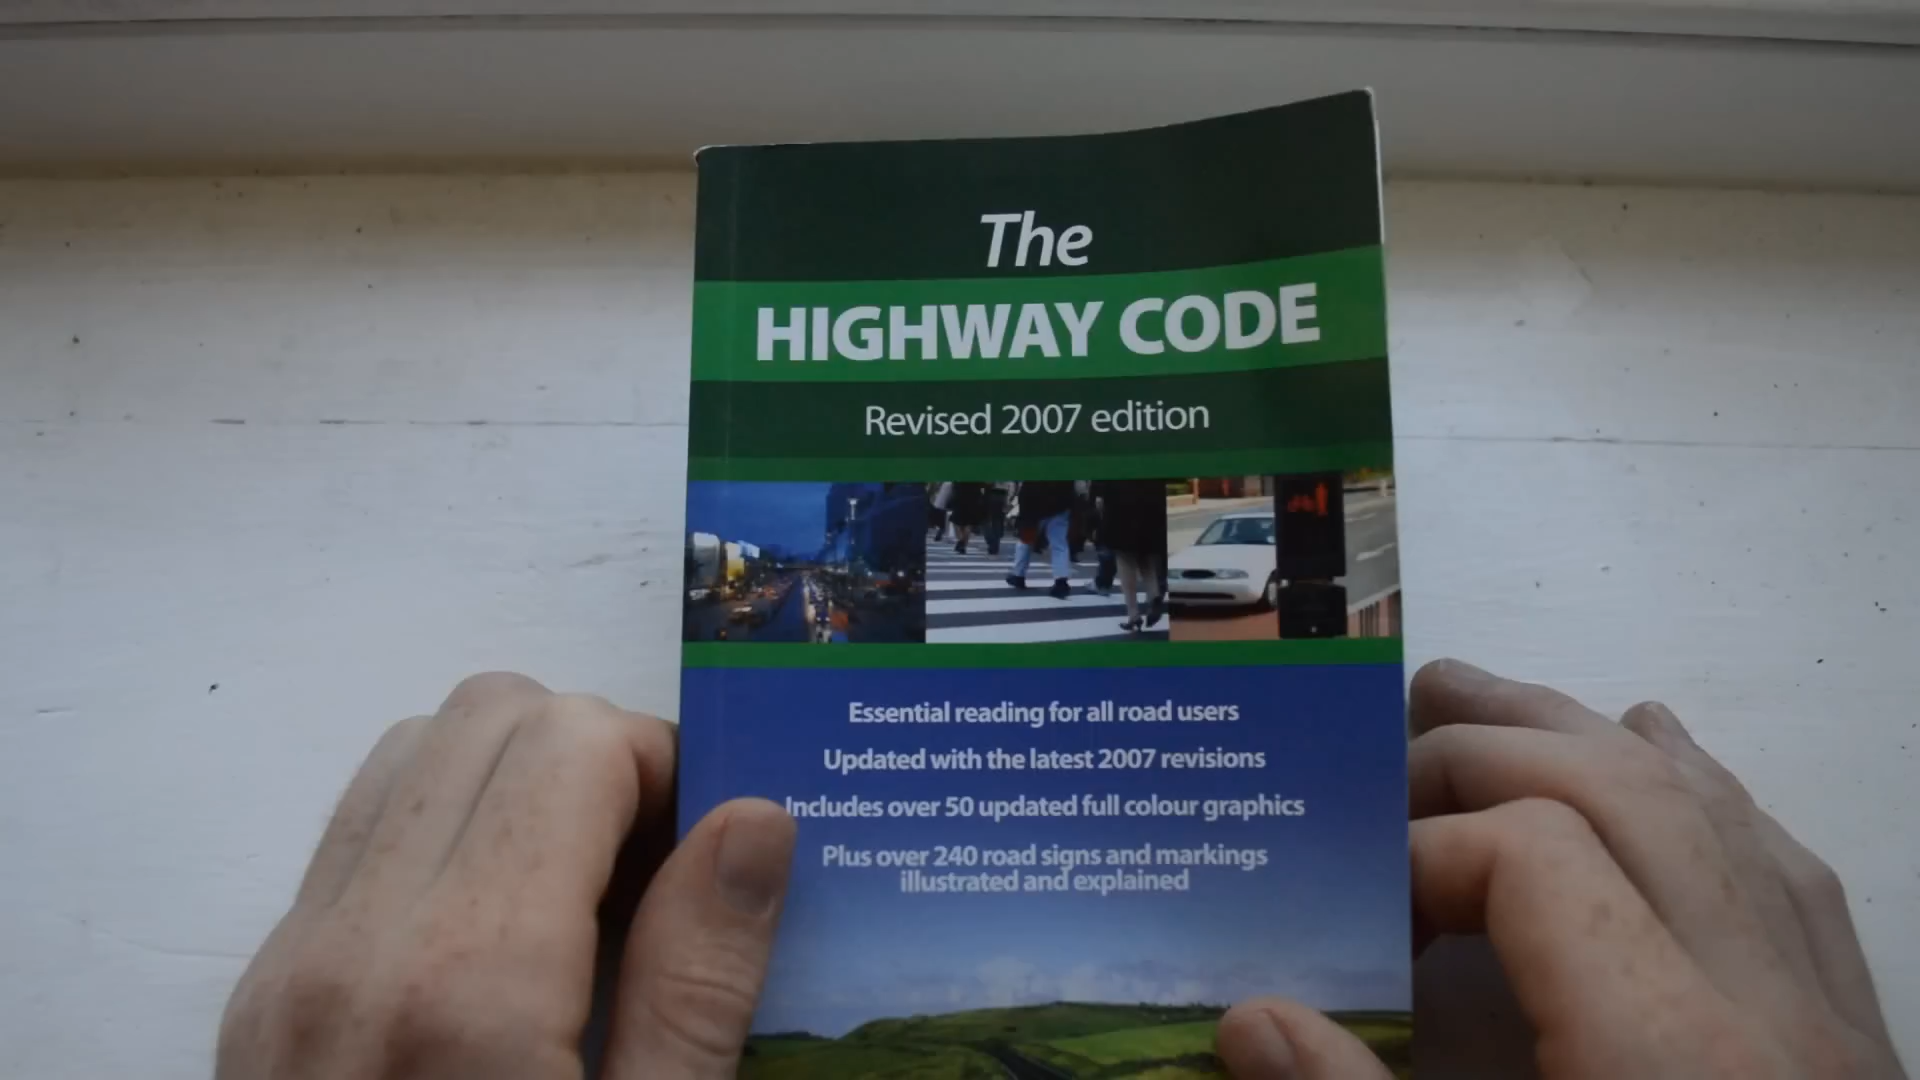 The
HIGHWAY CODE
Revised 2007 edition
Essential reading for all road users
Updated with the latest 2007 revisions
Includes over 50 updated full colour graphics
Plus over 240 road signs and markings
illustrated and explained